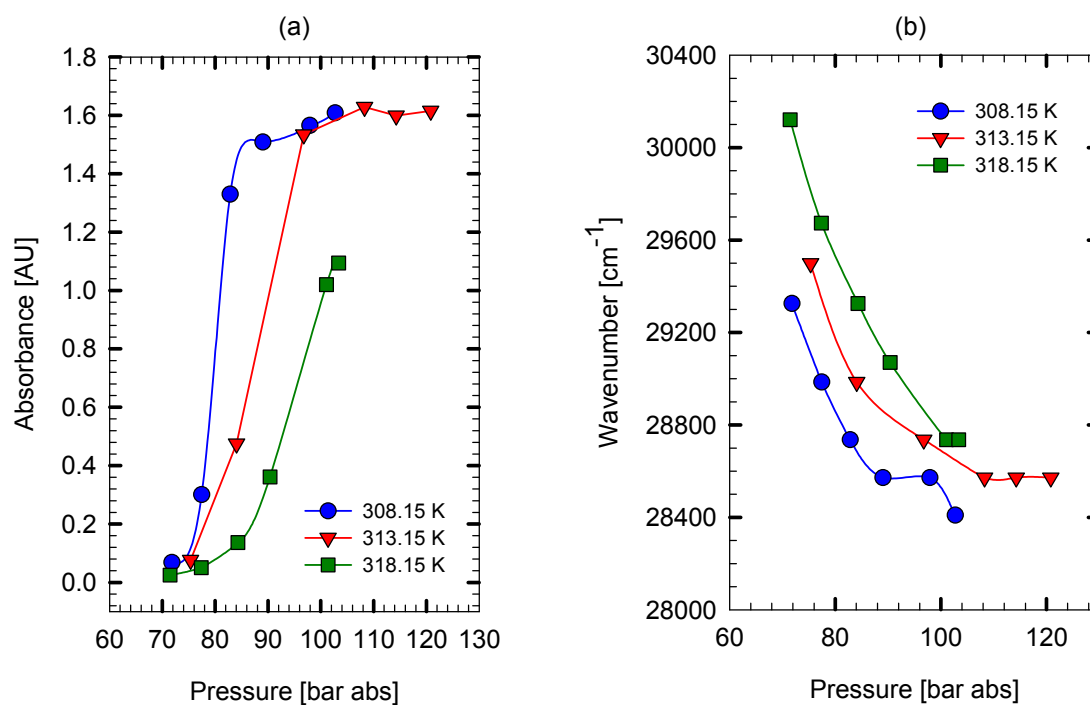 (a)
1.8
1.6
1.4
1.2
1.0
0.8
0.6
0.4
0.2
0.0
Absorbance [AU]
308.15 K
313.15 K
318.15 K
60 70 80 90 100 110 120 130
Pressure [bar abs]
(b)
30400
30000
29600
29200
28800
28400
28000
Wavenumber [cm⁻¹]
308.15 K
313.15 K
318.15 K
60 80 100 120
Pressure [bar abs]